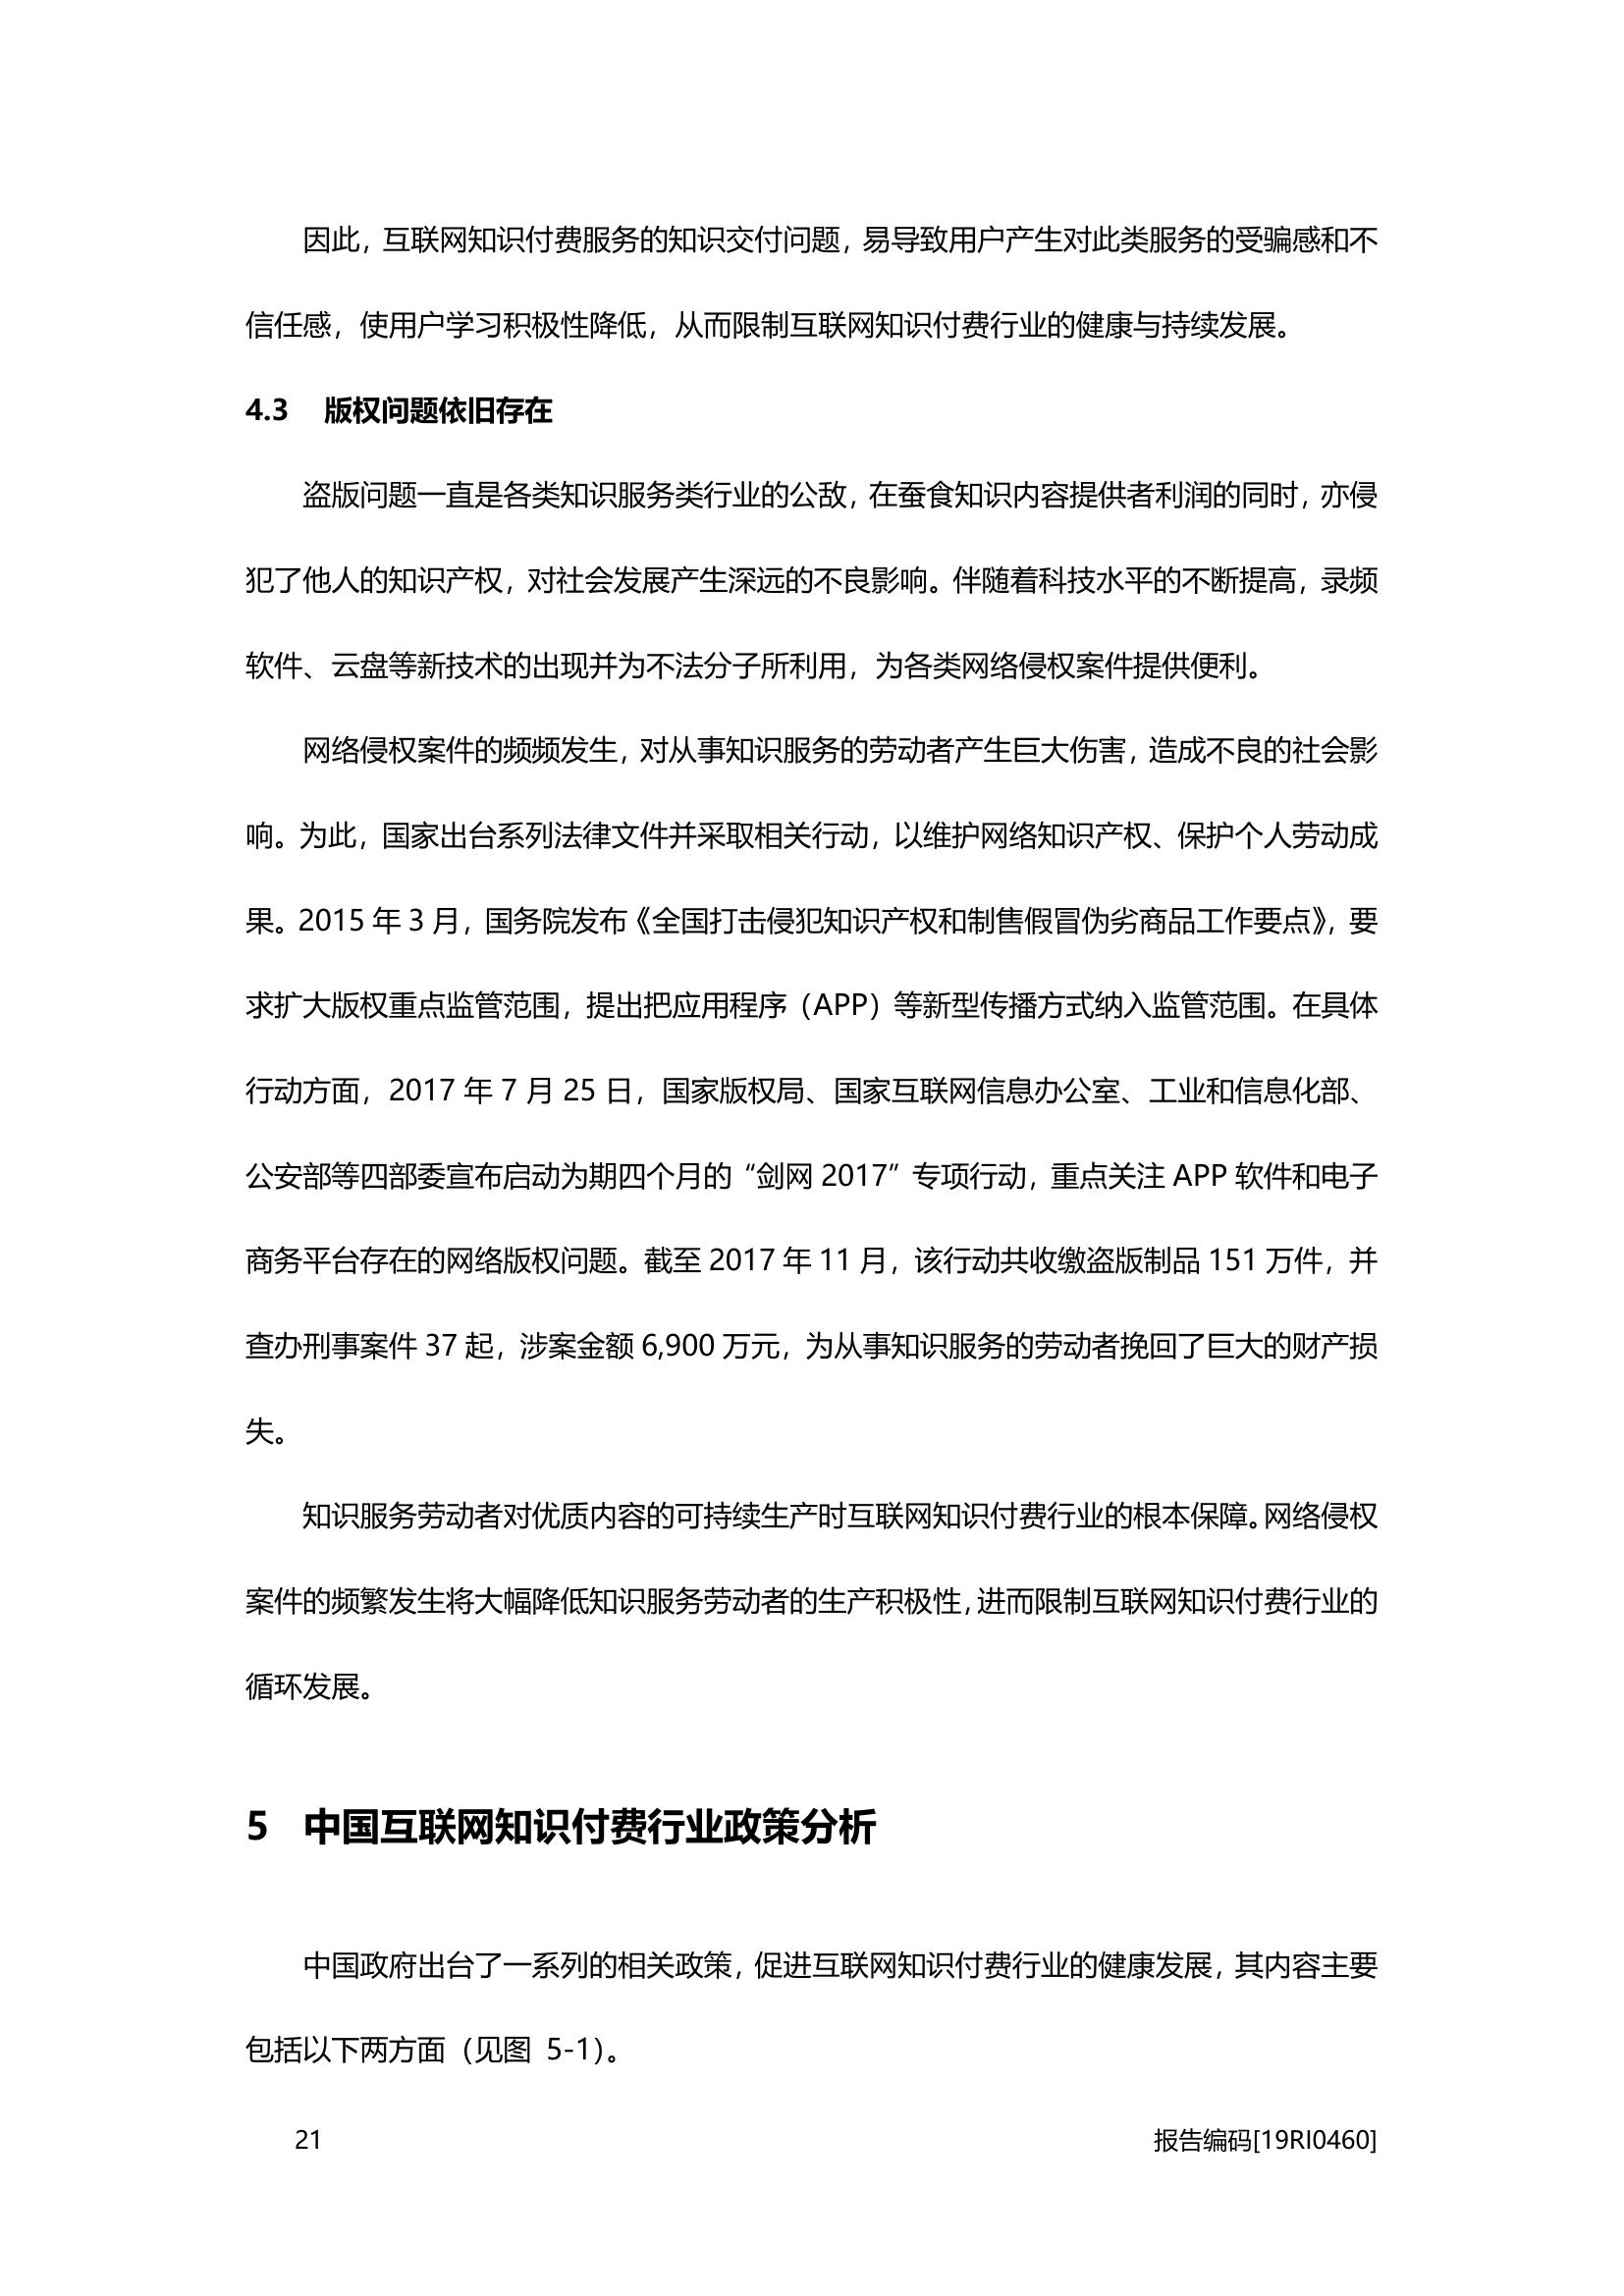 因此，互联网知识付费服务的知识交付问题，易导致用户产生对此类服务的受骗感和不
信任感，使用户学习积极性降低，从而限制互联网知识付费行业的健康与持续发展。
4.3 版权问题依旧存在
盗版问题一直是各类知识服务类行业的公敌，在蚕食知识内容提供者利润的同时，亦侵
犯了他人的知识产权，对社会发展产生深远的不良影响。伴随着科技水平的不断提高，录频
软件、云盘等新技术的出现并为不法分子所利用，为各类网络侵权案件提供便利。
网络侵权案件的频频发生，对从事知识服务的劳动者产生巨大伤害，造成不良的社会影
响。为此，国家出台系列法律文件并采取相关行动，以维护网络知识产权、保护个人劳动成
果。2015 年 3 月，国务院发布《全国打击侵犯知识产权和制售假冒伪劣商品工作要点》，要
求扩大版权重点监管范围，提出把应用程序（APP）等新型传播方式纳入监管范围。在具体
行动方面，2017 年 7 月 25 日，国家版权局、国家互联网信息办公室、工业和信息化部、
公安部等四部委宣布启动为期四个月的“剑网 2017”专项行动，重点关注 APP 软件和电子
商务平台存在的网络版权问题。截至 2017 年 11 月，该行动共收缴盗版制品 151 万件，并
查办刑事案件 37 起，涉案金额 6,900 万元，为从事知识服务的劳动者挽回了巨大的财产损
失。
知识服务劳动者对优质内容的可持续生产时互联网知识付费行业的根本保障。网络侵权
案件的频繁发生将大幅降低知识服务劳动者的生产积极性，进而限制互联网知识付费行业的
循环发展。
5 中国互联网知识付费行业政策分析
中国政府出台了一系列的相关政策，促进互联网知识付费行业的健康发展，其内容主要
包括以下两方面（见图 5-1）。
21 报告编码[19RI0460]